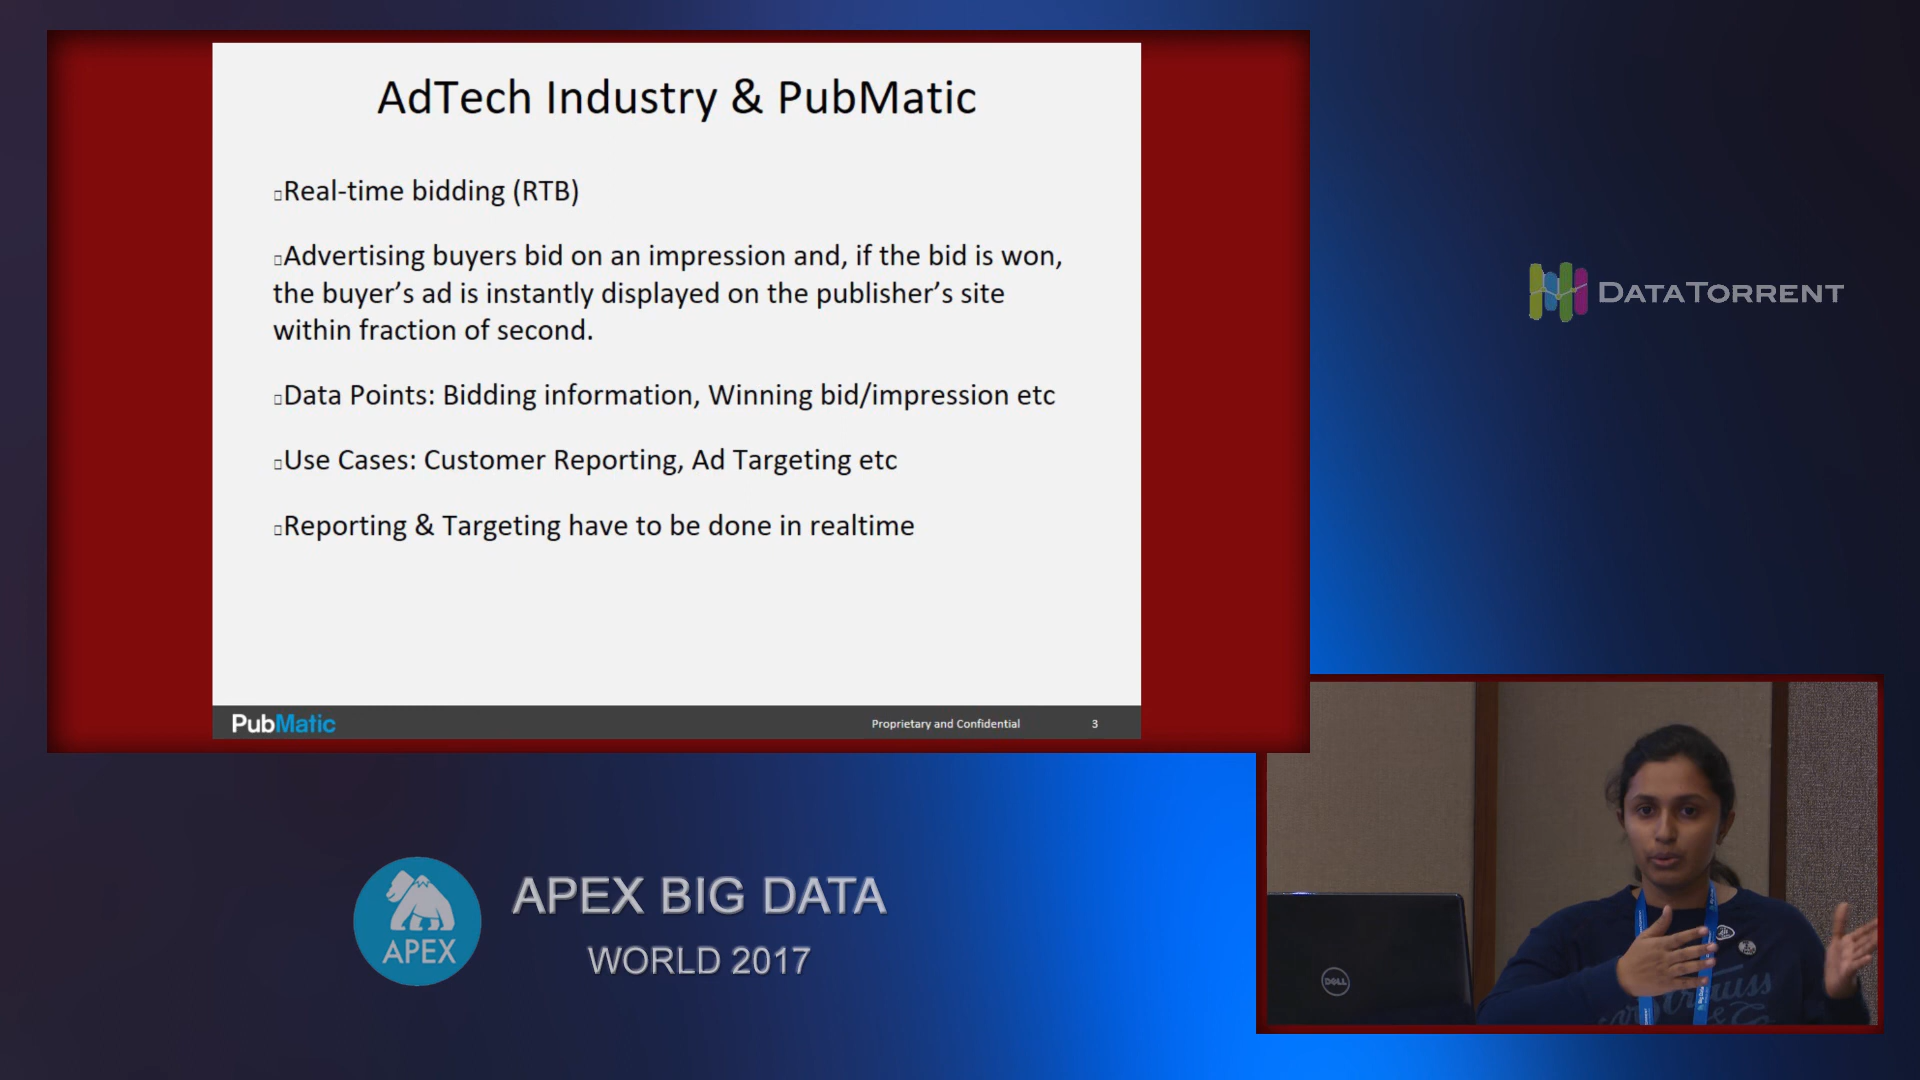 AdTech Industry & PubMatic
Real-time bidding (RTB)
Advertising buyers bid on an impression and, if the bid is won,
the buyer's ad is instantly displayed on the publisher's site
within fraction of second.
Data Points: Bidding information, Winning bid/impression etc
Use Cases: Customer Reporting, Ad Targeting etc
Reporting & Targeting have to be done in realtime
PubMatic
Proprietary and Confidential
3
DATATORRENT
APEX
APEX BIG DATA
WORLD 2017
DELL